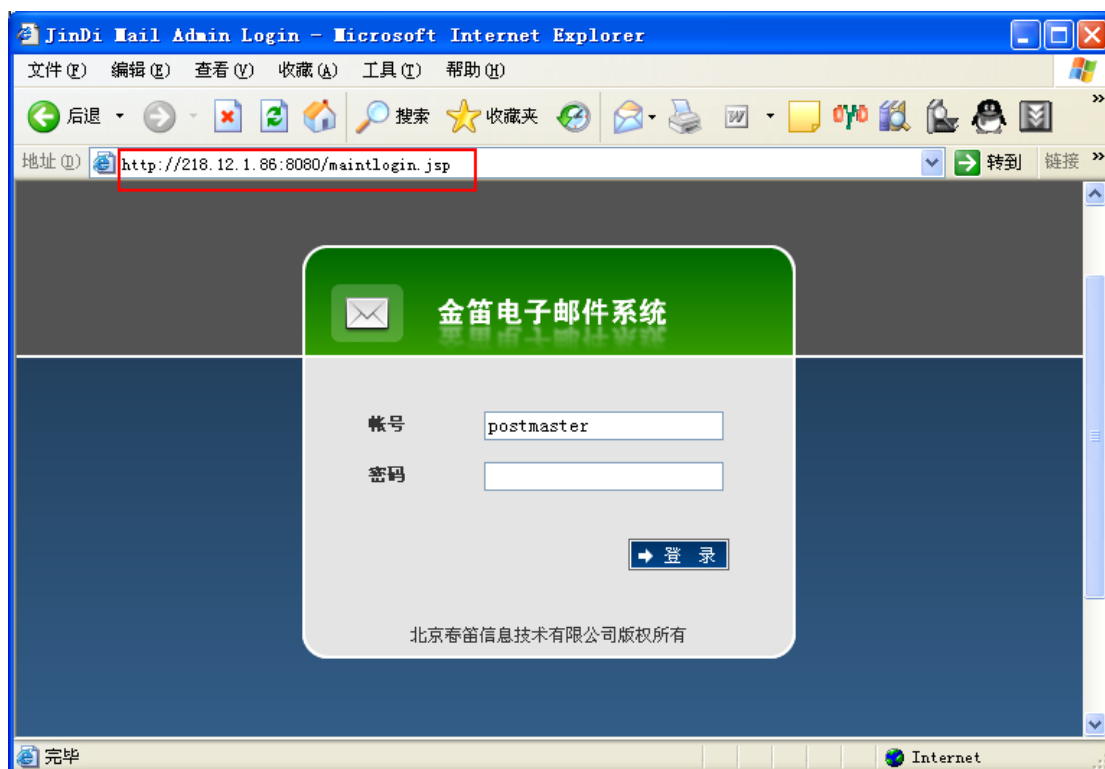 JinDi Mail Admin Login - Microsoft Internet Explorer
文件(F) 编辑(E) 查看(V) 收藏(A) 工具(T) 帮助(H)
后退 搜索 收藏夹 W »
地址(D) http://218.12.1.86:8080/maintlogin.jsp 转到 链接 »
金笛电子邮件系统
帐号 postmaster
密码
登 录
北京春笛信息技术有限公司版权所有
完毕 Internet